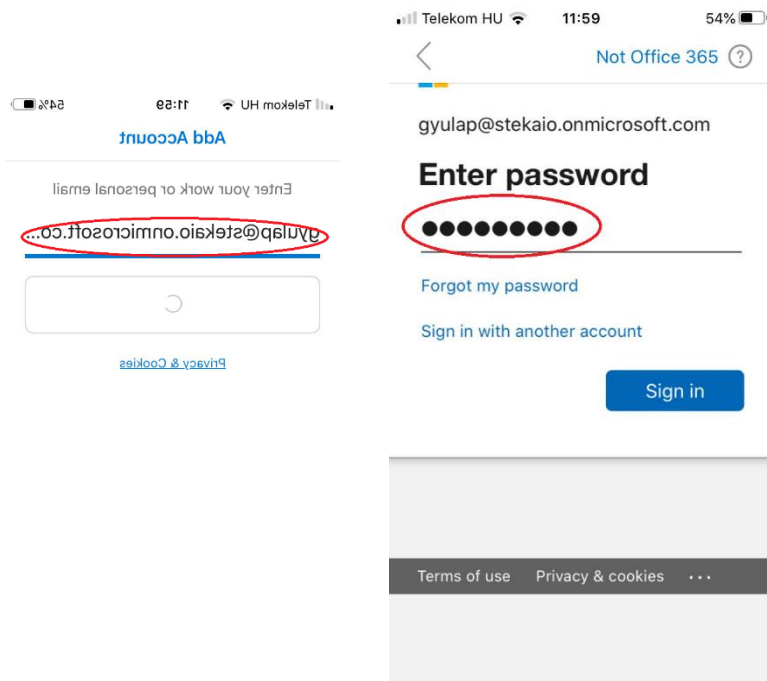 Telekom HU 11:59 54%
Add Account
Enter your work or personal email
gyulap@stekaio.onmicrosoft.co...
Privacy & Cookies
Telekom HU 11:59 54%
Not Office 365 ?
gyulap@stekaio.onmicrosoft.com
Enter password
●●●●●●●●●
Forgot my password
Sign in with another account
Sign in
Terms of use Privacy & cookies ...